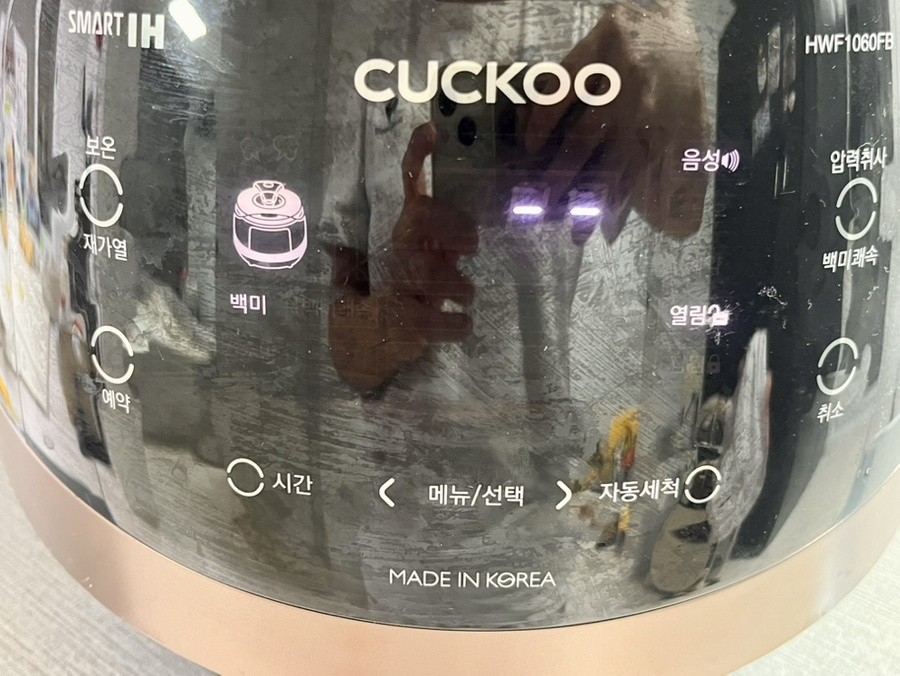 SMART IH
HWF1060FB
CUCKOO
보온
음성
압력취사
재가열
백미쾌속
백미
열림
예약
취소
시간
메뉴/선택
자동세척
MADE IN KOREA